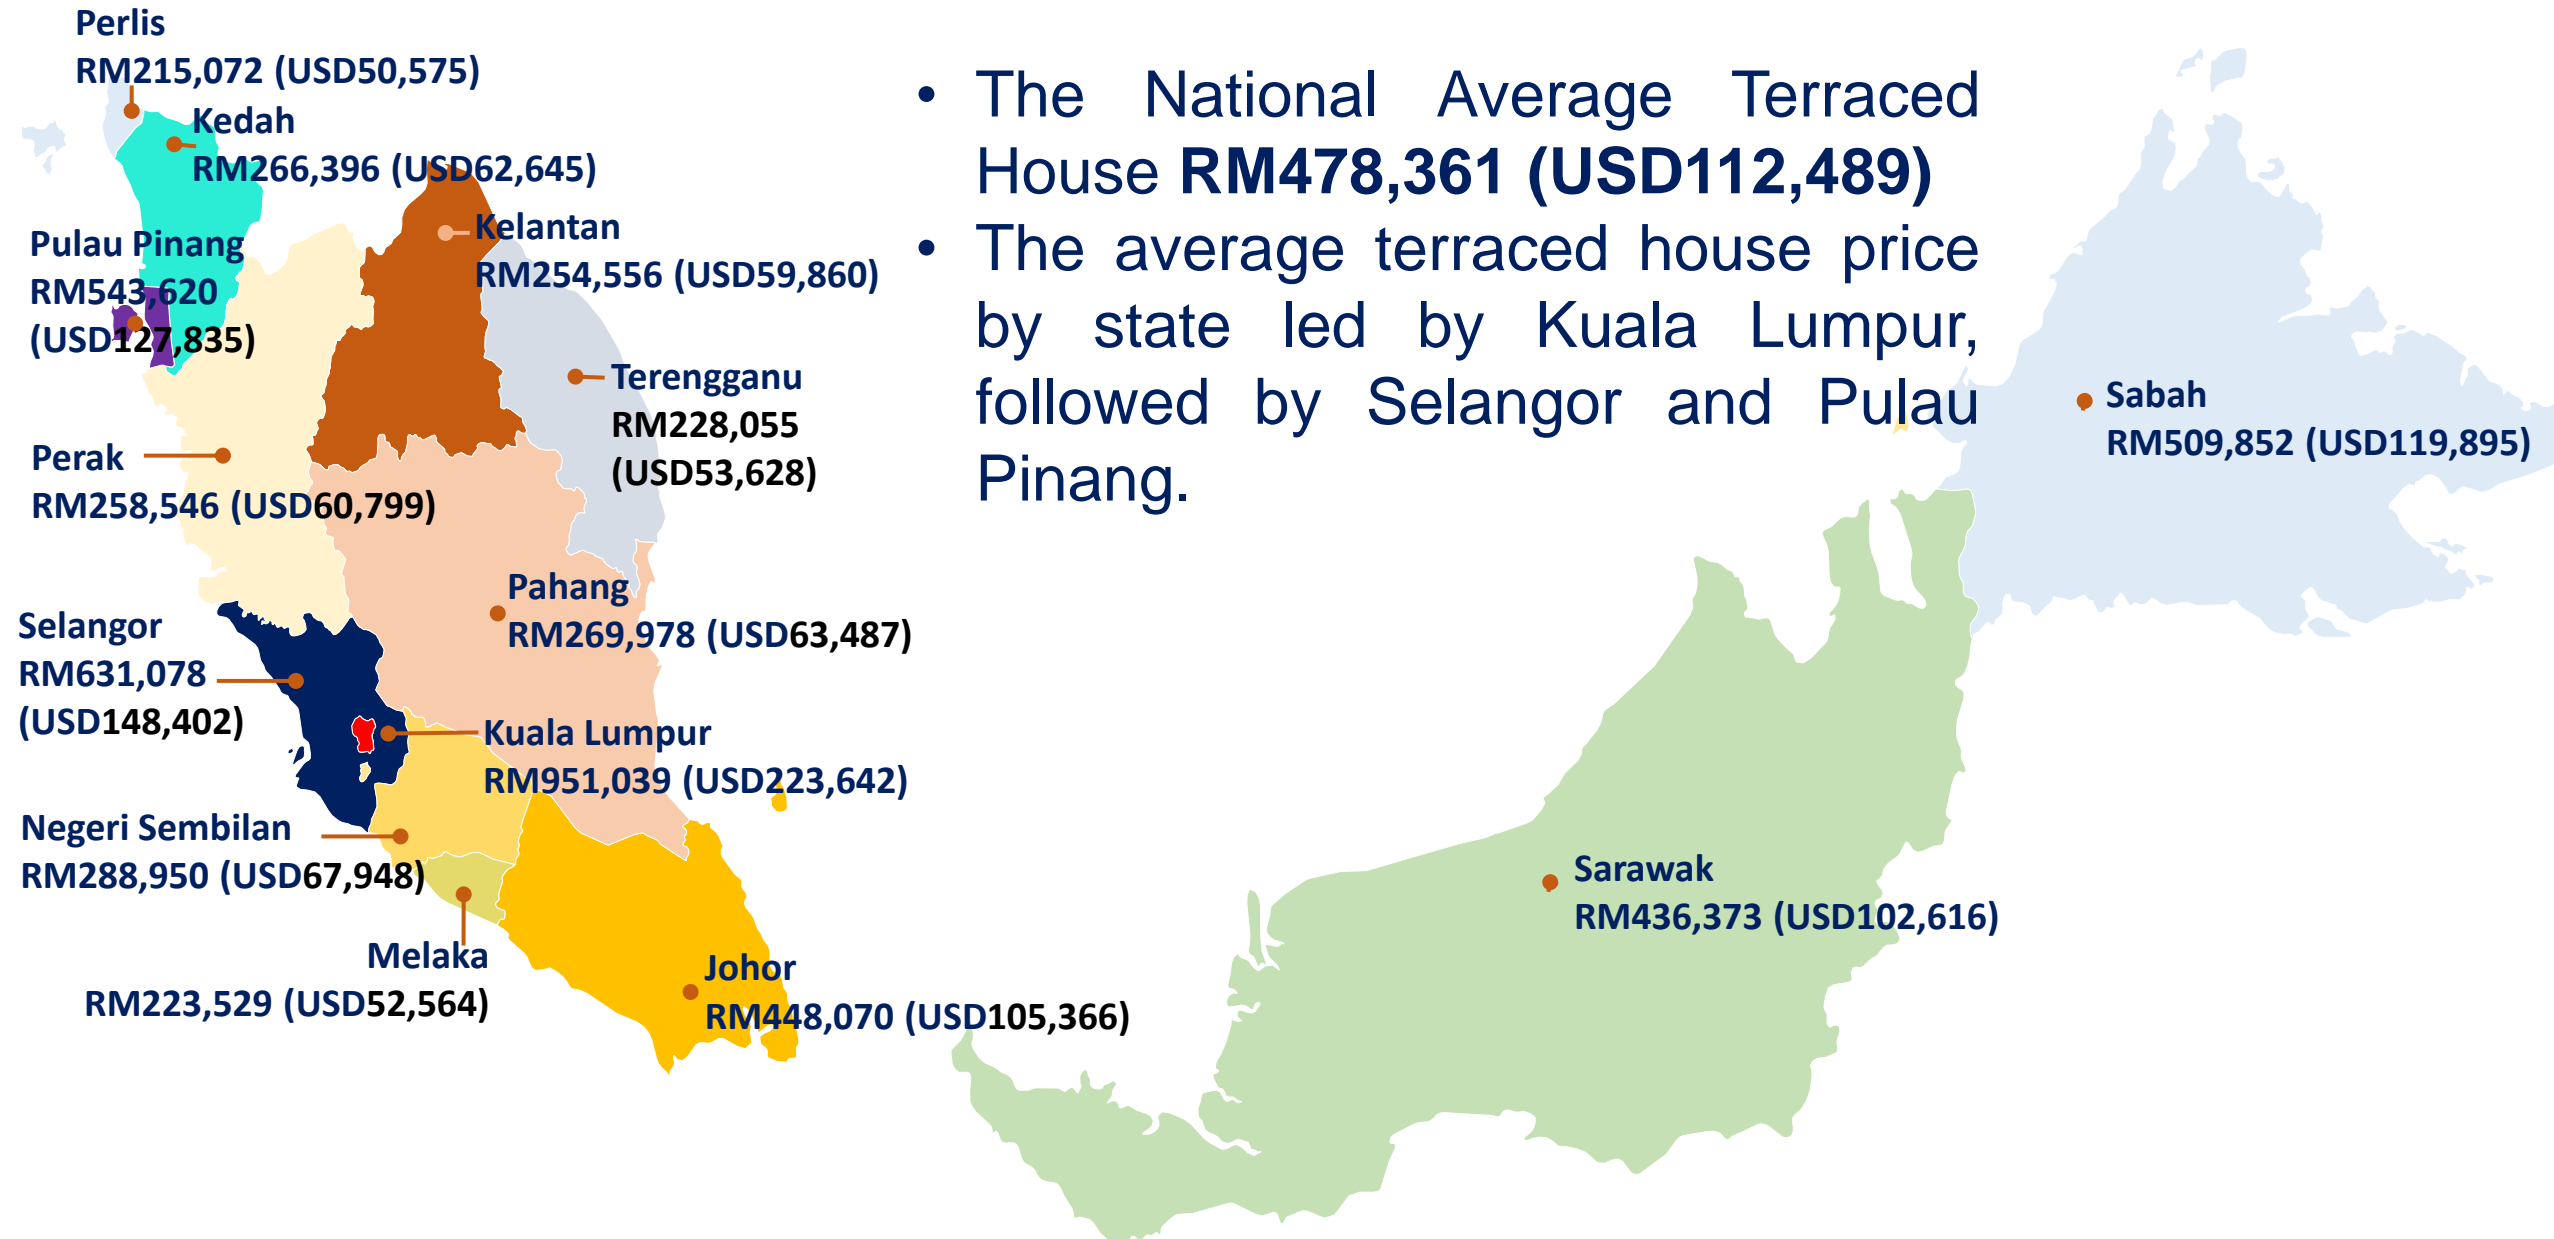 Perlis
RM215,072 (USD50,575)
Kedah
RM266,396 (USD62,645)
Pulau Pinang
RM543,620
(USD127,835)
Kelantan
RM254,556 (USD59,860)
Terengganu
RM228,055
(USD53,628)
Perak
RM258,546 (USD60,799)
Pahang
RM269,978 (USD63,487)
Selangor
RM631,078
(USD148,402)
Kuala Lumpur
RM951,039 (USD223,642)
Negeri Sembilan
RM288,950 (USD67,948)
Melaka
RM223,529 (USD52,564)
Johor
RM448,070 (USD105,366)
• The National Average Terraced
House RM478,361 (USD112,489)
• The average terraced house price
by state led by Kuala Lumpur,
followed by Selangor and Pulau
Pinang.
Sabah
RM509,852 (USD119,895)
Sarawak
RM436,373 (USD102,616)